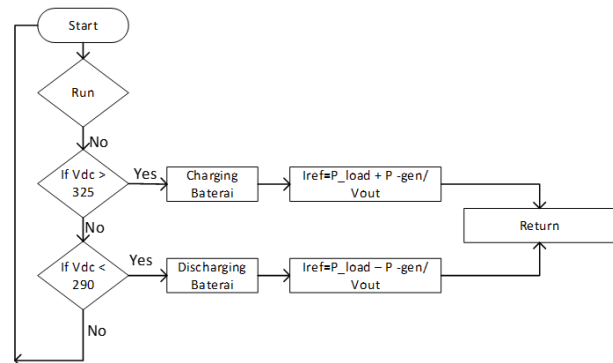 Start
Run
No
If Vdc >
325
Yes
Charging
Baterai
Iref=P_load + P -gen/
Vout
Return
No
If Vdc <
290
Yes
Discharging
Baterai
Iref=P_load – P -gen/
Vout
No